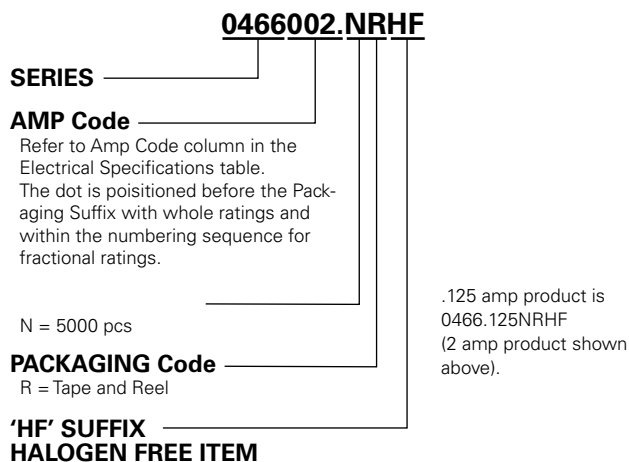 0466002.NRHF
SERIES
AMP Code
Refer to Amp Code column in the
Electrical Specifications table.
The dot is poisitioned before the Pack-
aging Suffix with whole ratings and
within the numbering sequence for
fractional ratings.
N = 5000 pcs
PACKAGING Code
R = Tape and Reel
'HF' SUFFIX
HALOGEN FREE ITEM
.125 amp product is
0466.125NRHF
(2 amp product shown
above).